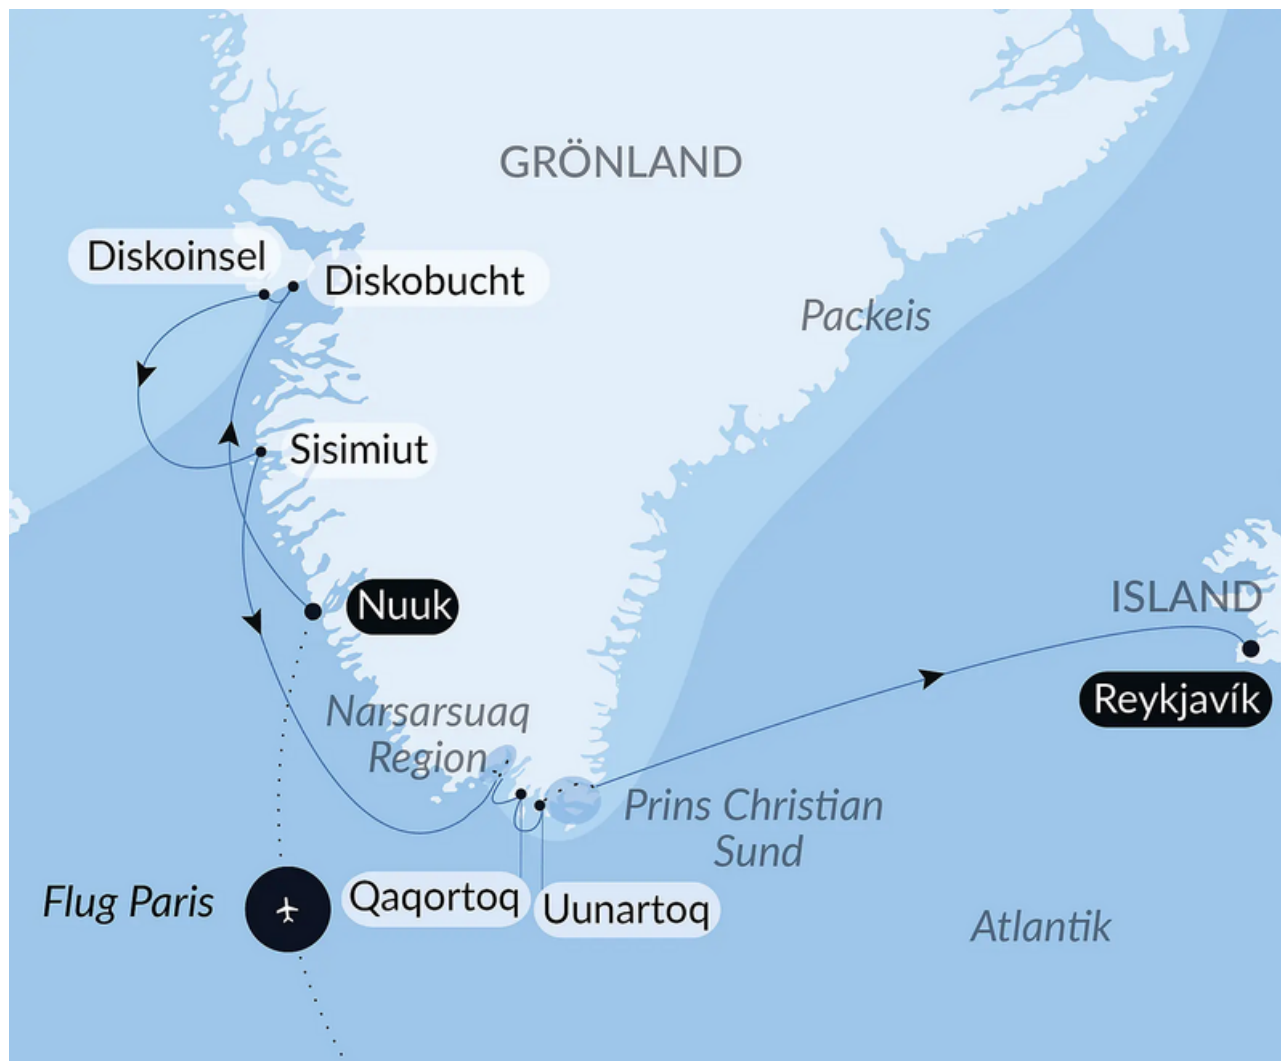 GRÖNLAND
Diskoinsel
Diskobucht
Packeis
Sisimiut
Nuuk
ISLAND
Reykjavík
Narsarsuaq
Region
Prins Christian
Sund
Flug Paris
Qaqortoq
Uunartoq
Atlantik